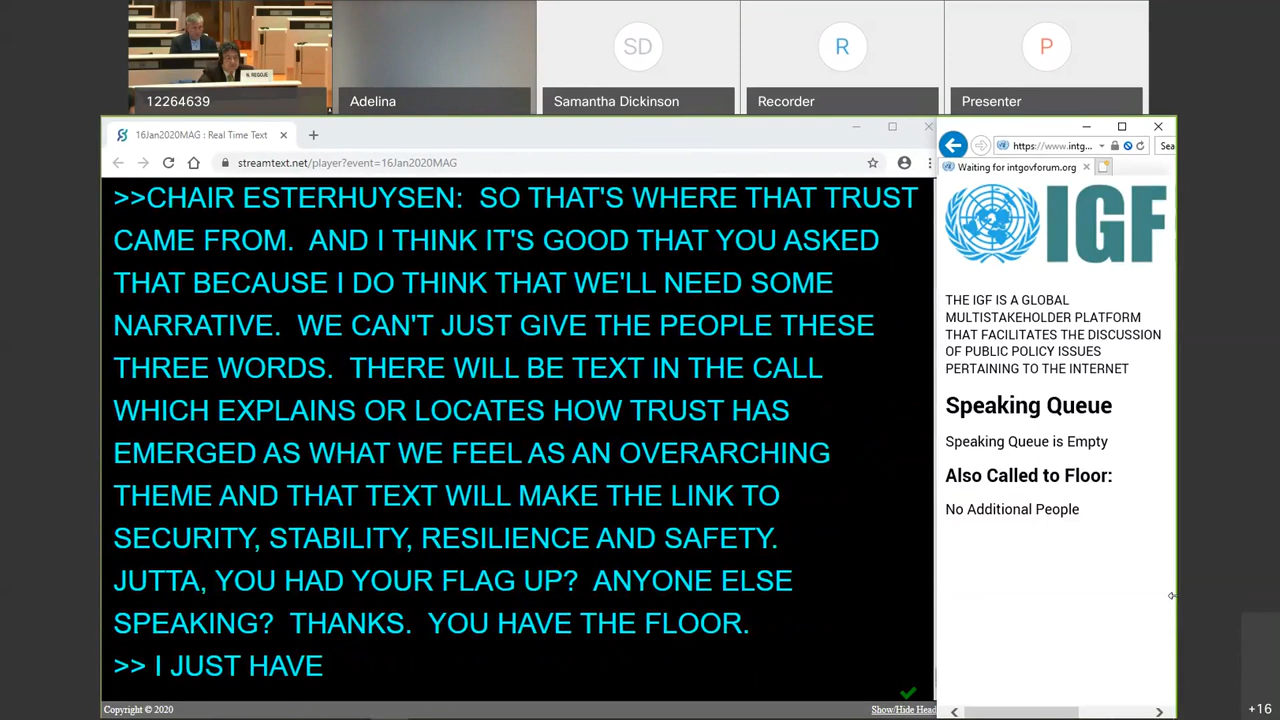 N. REGOJE
12264639
Adelina
SD
Samantha Dickinson
R
Recorder
P
Presenter
16Jan2020MAG : Real Time Text
streamtext.net/player?event=16Jan2020MAG
>>CHAIR ESTERHUYSEN:  SO THAT'S WHERE THAT TRUST
CAME FROM.  AND I THINK IT'S GOOD THAT YOU ASKED
THAT BECAUSE I DO THINK THAT WE'LL NEED SOME
NARRATIVE.  WE CAN'T JUST GIVE THE PEOPLE THESE
THREE WORDS.  THERE WILL BE TEXT IN THE CALL
WHICH EXPLAINS OR LOCATES HOW TRUST HAS
EMERGED AS WHAT WE FEEL AS AN OVERARCHING
THEME AND THAT TEXT WILL MAKE THE LINK TO
SECURITY, STABILITY, RESILIENCE AND SAFETY.
JUTTA, YOU HAD YOUR FLAG UP?  ANYONE ELSE
SPEAKING?  THANKS.  YOU HAVE THE FLOOR.
>> I JUST HAVE
Copyright © 2020
Show/Hide Head
https://www.intg...
Sea
Waiting for intgovforum.org
IGF
THE IGF IS A GLOBAL
MULTISTAKEHOLDER PLATFORM
THAT FACILITATES THE DISCUSSION
OF PUBLIC POLICY ISSUES
PERTAINING TO THE INTERNET
Speaking Queue
Speaking Queue is Empty
Also Called to Floor:
No Additional People
+16